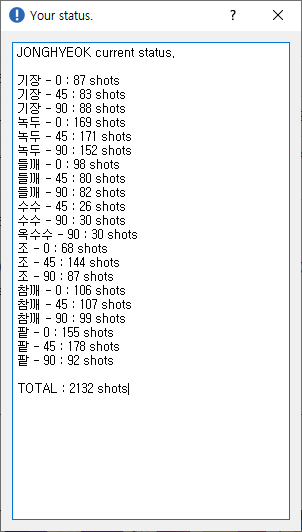 Your status.
JONGHYEOK current status,
기장 - 0 : 87 shots
기장 - 45 : 83 shots
기장 - 90 : 88 shots
녹두 - 0 : 169 shots
녹두 - 45 : 171 shots
녹두 - 90 : 152 shots
들깨 - 0 : 98 shots
들깨 - 45 : 80 shots
들깨 - 90 : 82 shots
수수 - 45 : 26 shots
수수 - 90 : 30 shots
옥수수 - 90 : 30 shots
조 - 0 : 68 shots
조 - 45 : 144 shots
조 - 90 : 87 shots
참깨 - 0 : 106 shots
참깨 - 45 : 107 shots
참깨 - 90 : 99 shots
팥 - 0 : 155 shots
팥 - 45 : 178 shots
팥 - 90 : 92 shots
TOTAL : 2132 shots